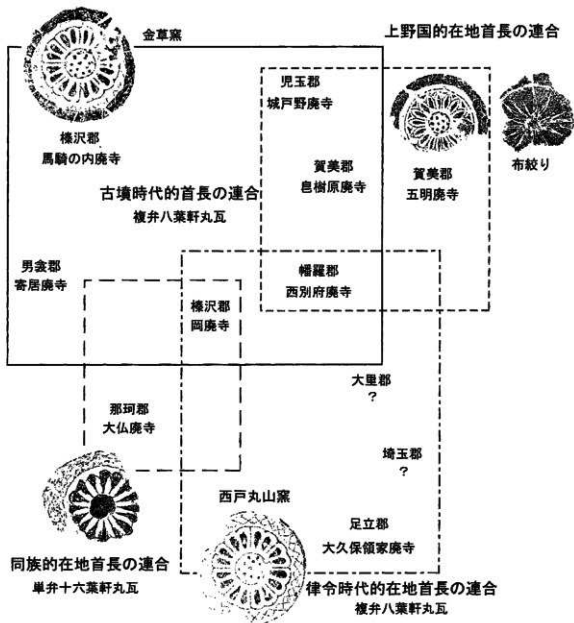 金草窯
上野国的在地首長の連合
児玉郡
城戸野廃寺
布絞り
榛沢郡
馬騎の内廃寺
賀美郡
皀樹原廃寺
賀美郡
五明廃寺
古墳時代的首長の連合
複弁八葉軒丸瓦
男衾郡
寄居廃寺
幡羅郡
西別府廃寺
榛沢郡
岡廃寺
大里郡
?
那珂郡
大仏廃寺
埼玉郡
?
西戸丸山窯
足立郡
大久保領家廃寺
同族的在地首長の連合
単弁十六葉軒丸瓦
律令時代的在地首長の連合
複弁八葉軒丸瓦